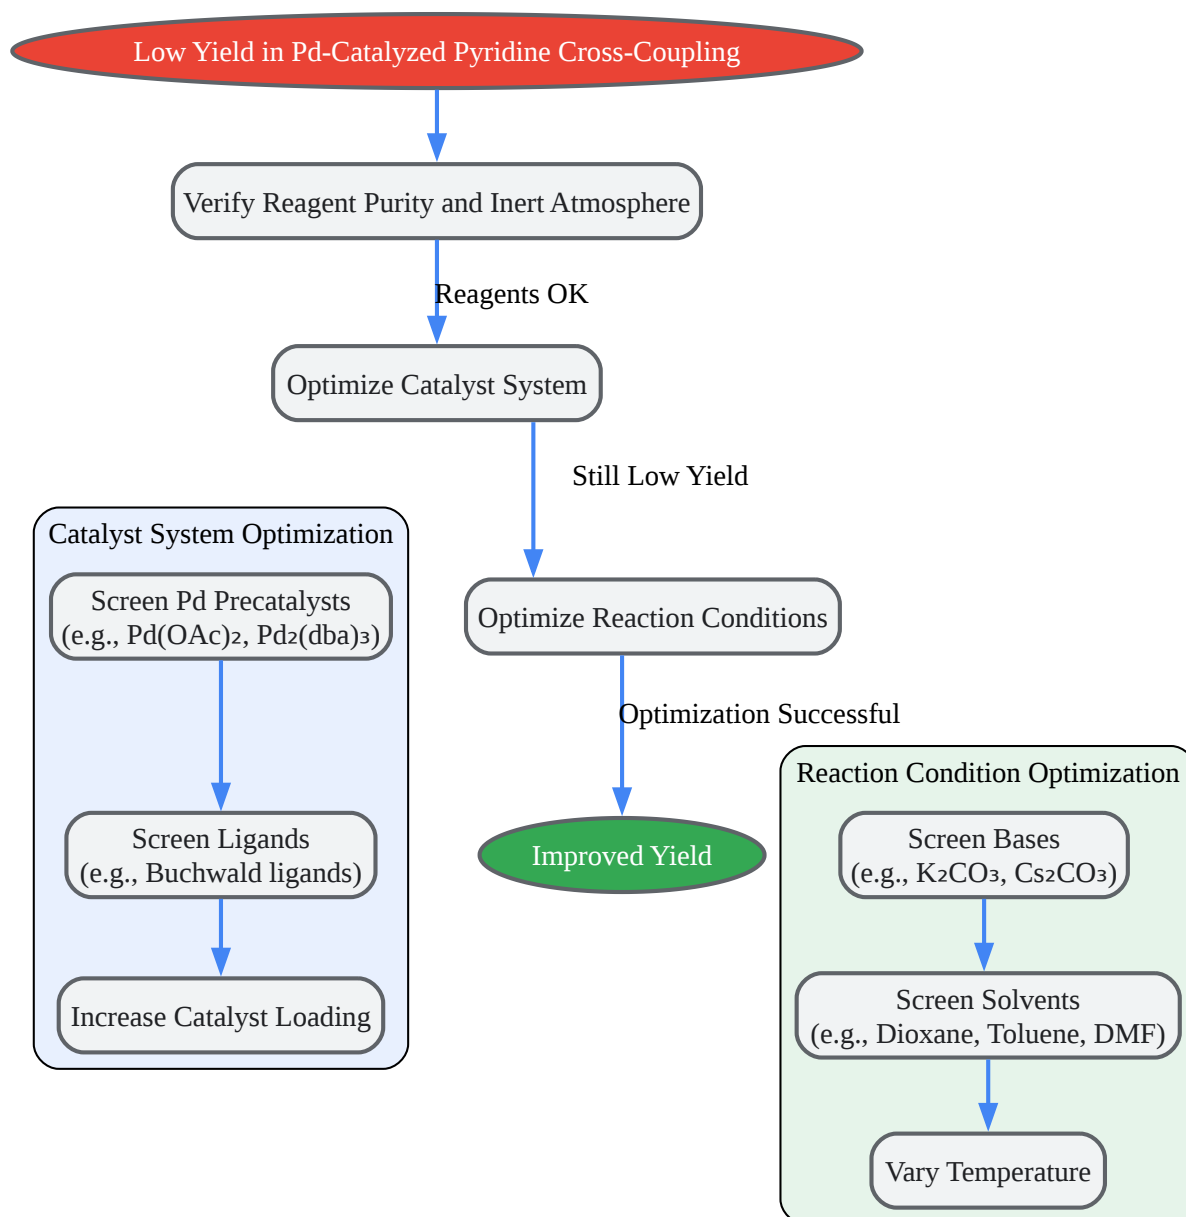 Low Yield in Pd-Catalyzed Pyridine Cross-Coupling
Verify Reagent Purity and Inert Atmosphere
Reagents OK
Optimize Catalyst System
Still Low Yield
Catalyst System Optimization
Screen Pd Precatalysts
(e.g., Pd(OAc)₂, Pd₂(dba)₃)
Screen Ligands
(e.g., Buchwald ligands)
Increase Catalyst Loading
Optimize Reaction Conditions
Optimization Successful
Improved Yield
Reaction Condition Optimization
Screen Bases
(e.g., K₂CO₃, Cs₂CO₃)
Screen Solvents
(e.g., Dioxane, Toluene, DMF)
Vary Temperature